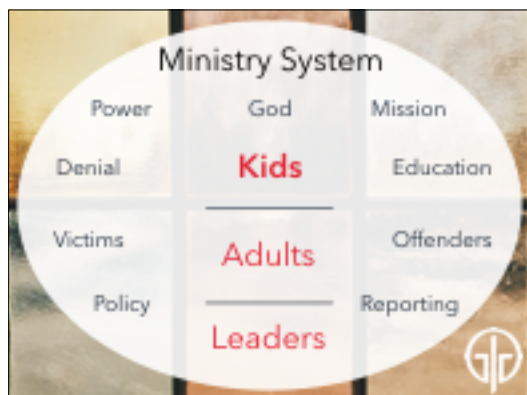 Ministry System
Power God Mission
Denial Kids Education
Victims Adults Offenders
Policy Reporting
Leaders